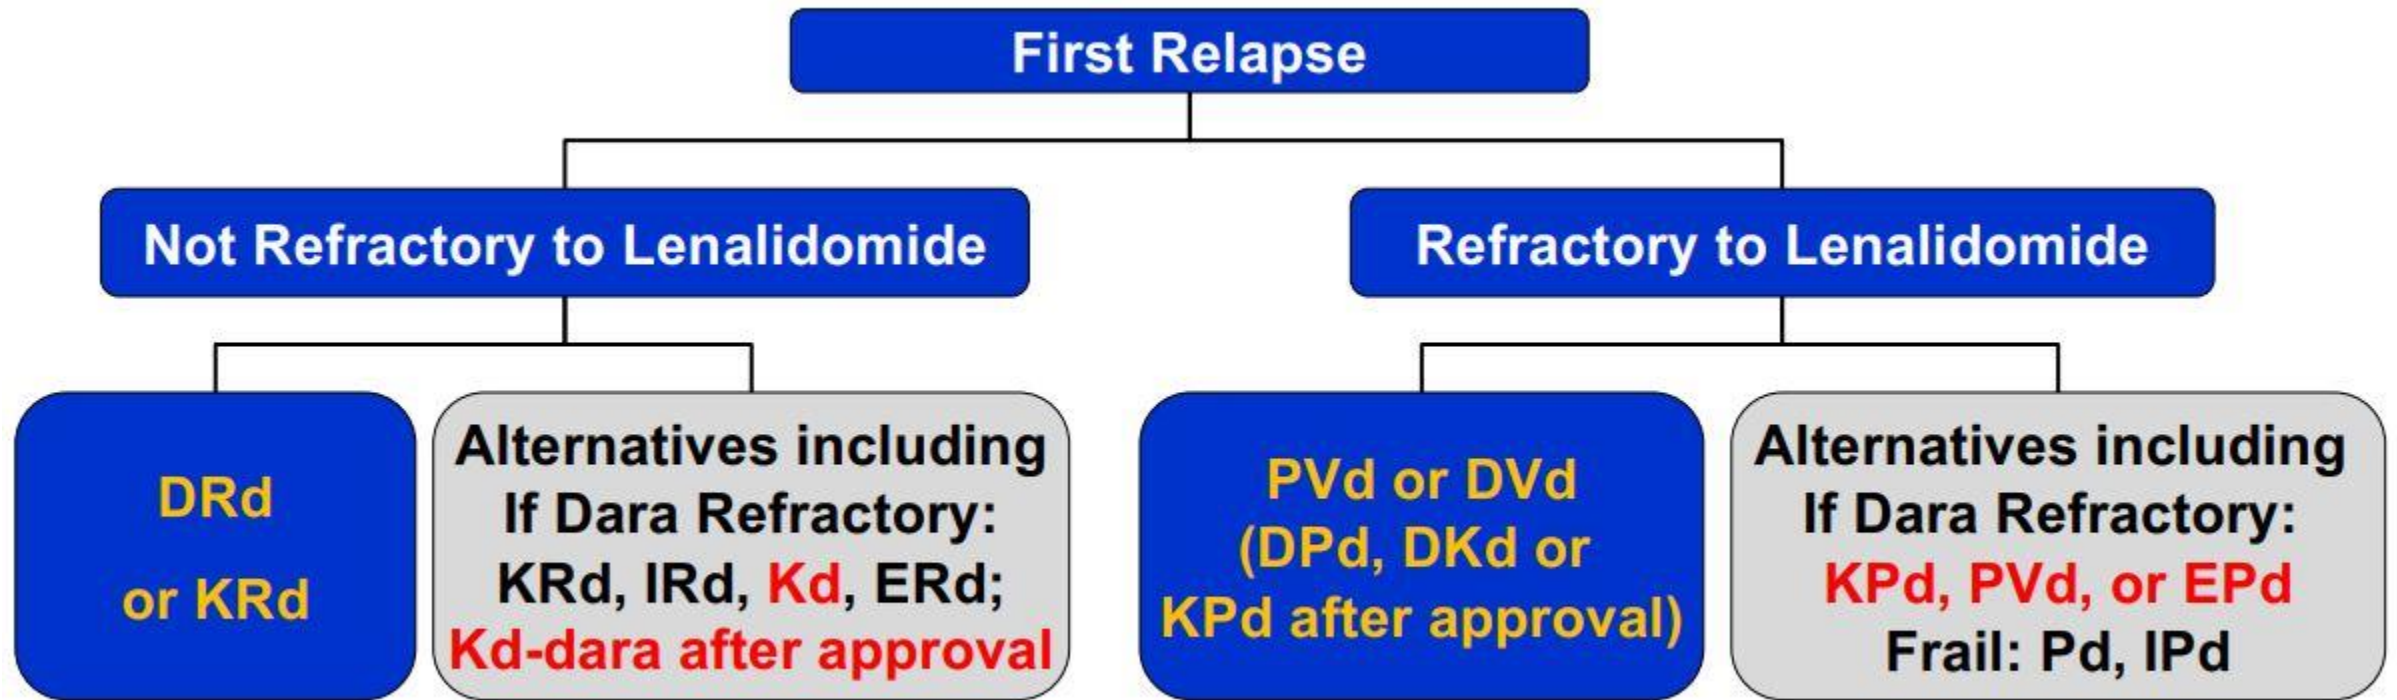 First Relapse
Not Refractory to Lenalidomide
Refractory to Lenalidomide
DRd
or KRd
Alternatives including
If Dara Refractory:
KRd, IRd, Kd, ERd;
Kd-dara after approval
PVd or DVd
(DPd, DKd or
KPd after approval)
Alternatives including
If Dara Refractory:
KPd, PVd, or EPd
Frail: Pd, IPd